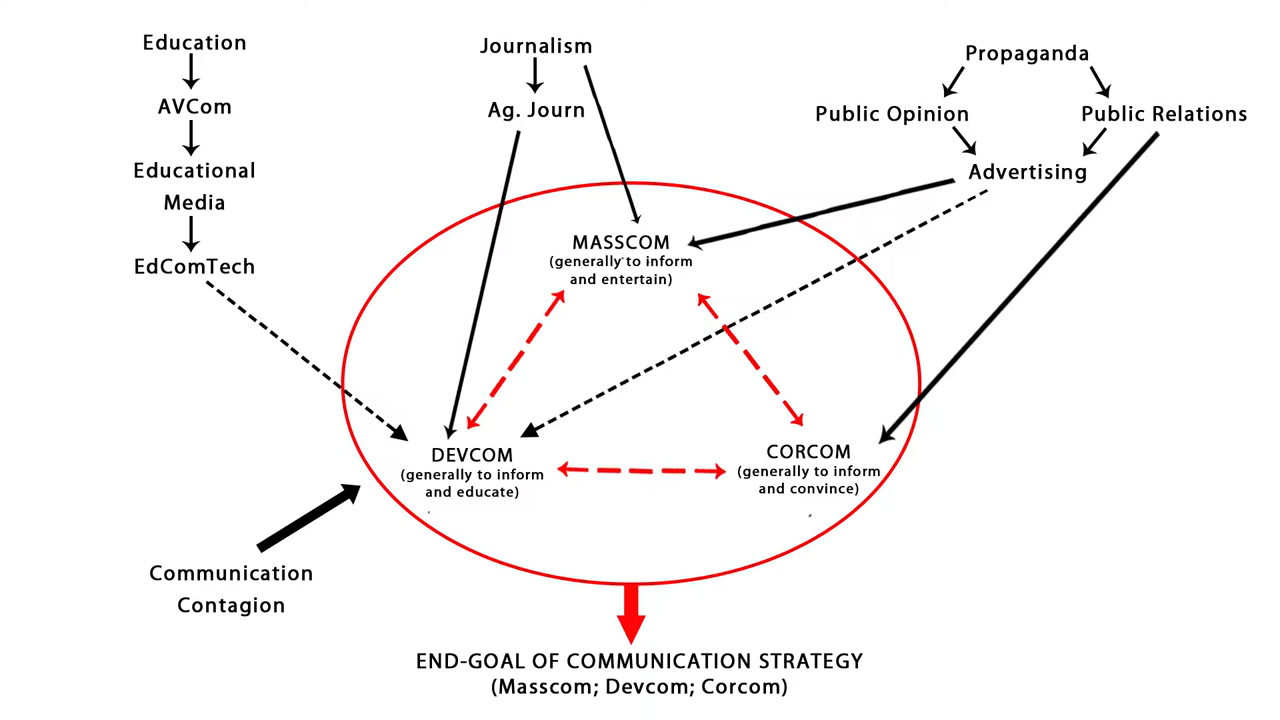 Education
AVCom
Educational
Media
EdComTech
Journalism
Ag. Journ
Propaganda
Public Opinion
Public Relations
Advertising
MASSCOM
(generally to inform
and entertain)
DEVCOM
(generally to inform
and educate)
CORCOM
(generally to inform
and convince)
Communication
Contagion
END-GOAL OF COMMUNICATION STRATEGY
(Masscom; Devcom; Corcom)